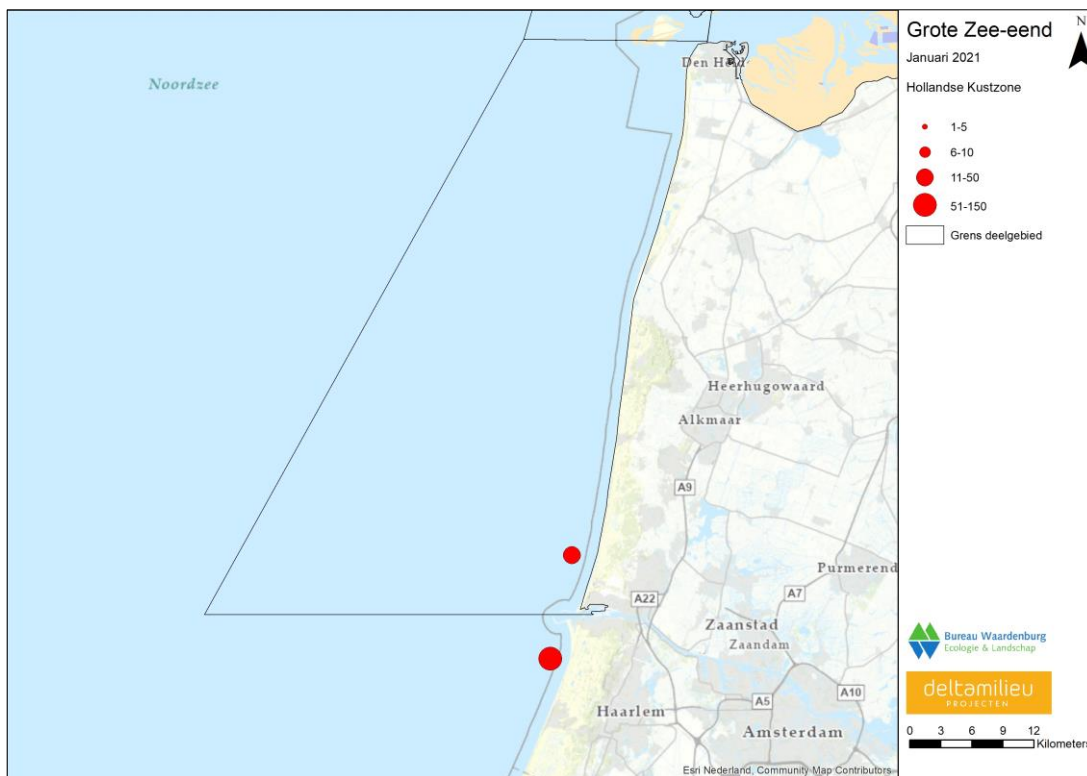 Grote Zee-eend
N
Januari 2021
Hollandse Kustzone
1-5
6-10
11-50
51-150
Grens deelgebied
Noordzee
Den Held
Heerhugowaard
Alkmaar
A9
Purmerend
A22
A7
Zaanstad
Zaandam
A5
A10
Haarlem
Amsterdam
Bureau Waardenburg
Ecologie & Landschap
deltamilieu
PROJECTEN
0 3 6 9 12
Kilometers
Esri Nederland, Community Map Contributors